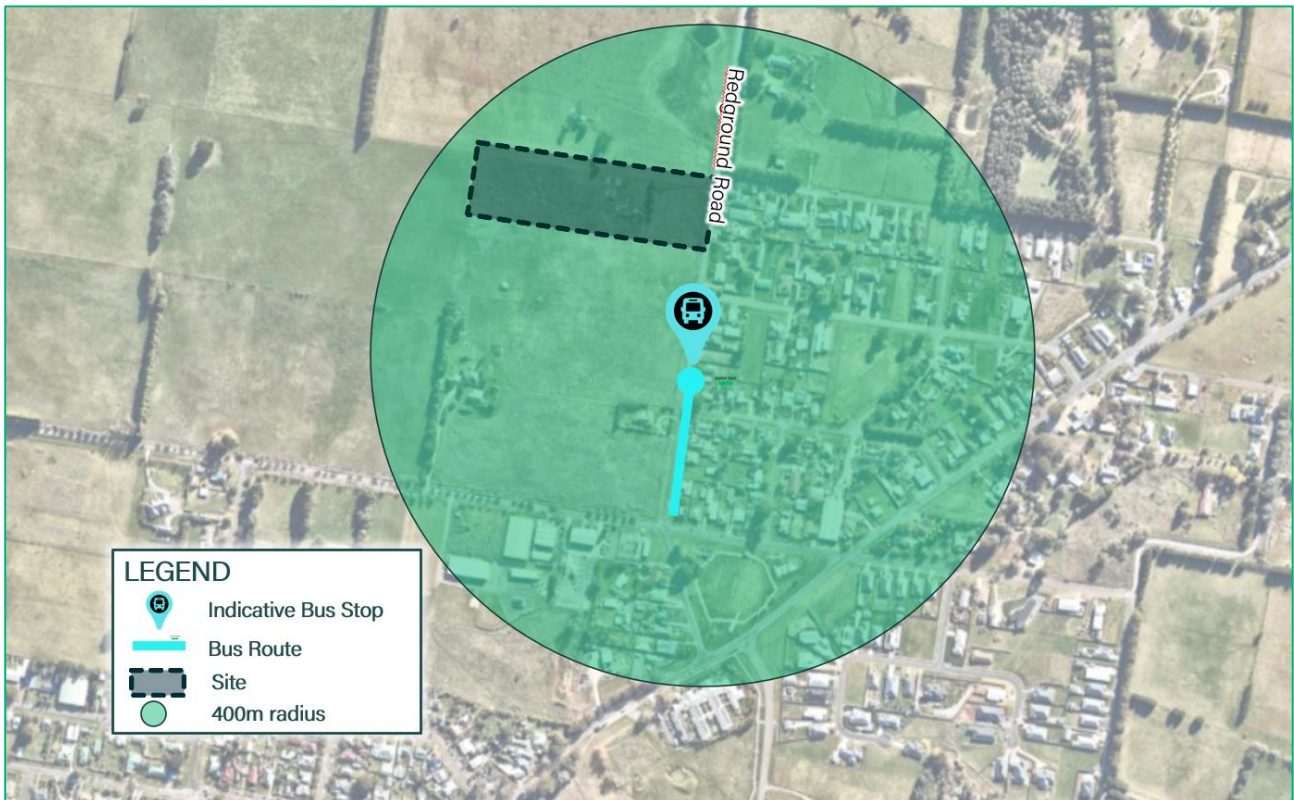 Redground Road
LEGEND
Indicative Bus Stop
Bus Route
Site
400m radius